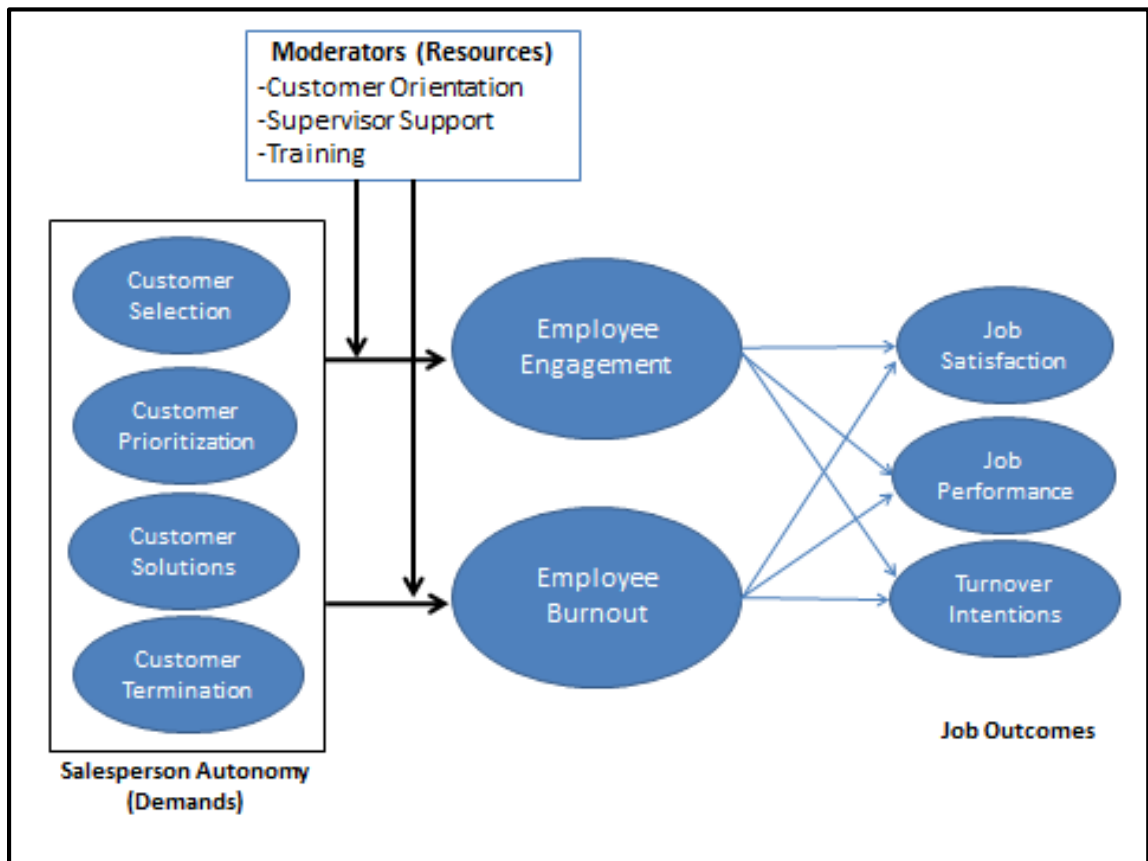 Moderators (Resources)
-Customer Orientation
-Supervisor Support
-Training
Customer
Selection
Customer
Prioritization
Customer
Solutions
Customer
Termination
Salesperson Autonomy
(Demands)
Employee
Engagement
Employee
Burnout
Job
Satisfaction
Job
Performance
Turnover
Intentions
Job Outcomes